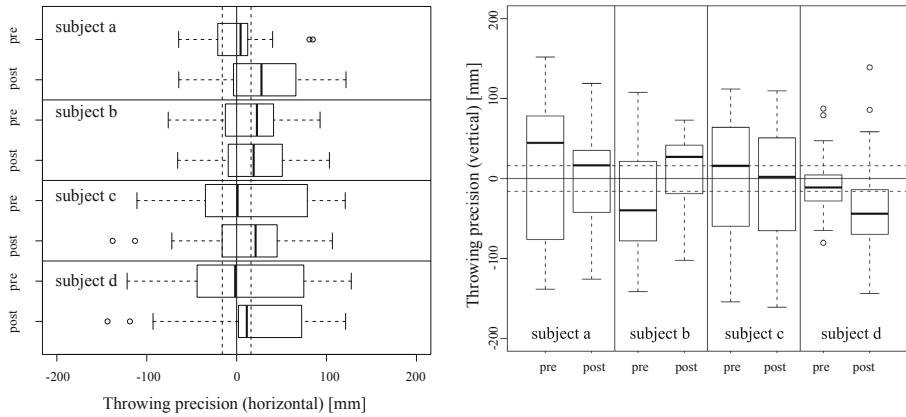 subject a
pre
post
subject b
pre
post
subject c
pre
post
subject d
pre
post
-200 -100 0 100 200
Throwing precision (horizontal) [mm]
Throwing precision (vertical) [mm]
200
100
0
-100
-200
subject a subject b subject c subject d
pre post pre post pre post pre post